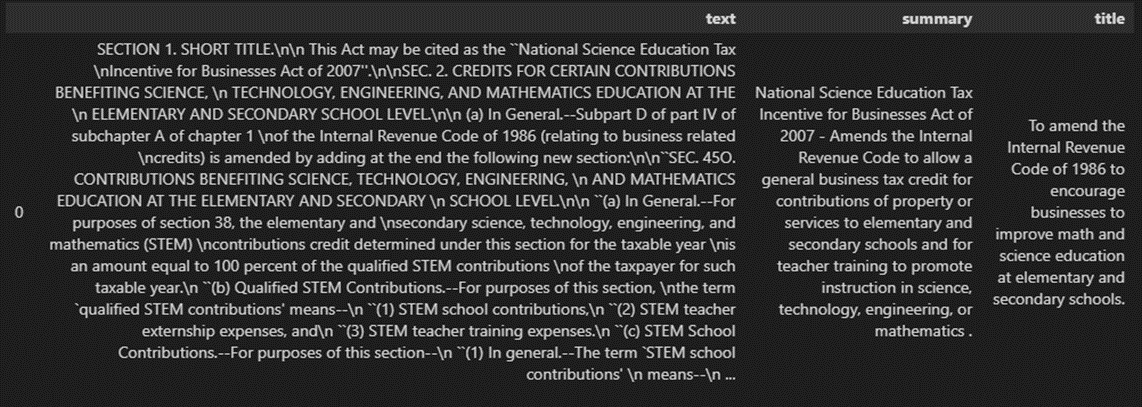 text summary title
0
SECTION 1. SHORT TITLE.\n\n This Act may be cited as the ``National Science Education Tax
\nIncentive for Businesses Act of 2007''.\n\nSEC. 2. CREDITS FOR CERTAIN CONTRIBUTIONS
BENEFITING SCIENCE, \n TECHNOLOGY, ENGINEERING, AND MATHEMATICS EDUCATION AT THE
\n ELEMENTARY AND SECONDARY SCHOOL LEVEL.\n\n (a) In General.--Subpart D of part IV of
subchapter A of chapter 1 \nof the Internal Revenue Code of 1986 (relating to business related
\ncredits) is amended by adding at the end the following new section:\n\n``SEC. 45O.
CONTRIBUTIONS BENEFITING SCIENCE, TECHNOLOGY, ENGINEERING, \n AND MATHEMATICS
EDUCATION AT THE ELEMENTARY AND SECONDARY \n SCHOOL LEVEL.\n\n ``(a) In General.--For
purposes of section 38, the elementary and \nsecondary science, technology, engineering, and
mathematics (STEM) \ncontributions credit determined under this section for the taxable year \nis
an amount equal to 100 percent of the qualified STEM contributions \nof the taxpayer for such
taxable year.\n ``(b) Qualified STEM Contributions.--For purposes of this section, \nthe term
`qualified STEM contributions' means--\n ``(1) STEM school contributions,\n ``(2) STEM teacher
externship expenses, and\n ``(3) STEM teacher training expenses.\n ``(c) STEM School
Contributions.--For purposes of this section--\n ``(1) In general.--The term `STEM school
contributions' \n means--\n ...
National Science Education Tax
Incentive for Businesses Act of
2007 - Amends the Internal
Revenue Code to allow a
general business tax credit for
contributions of property or
services to elementary and
secondary schools and for
teacher training to promote
instruction in science,
technology, engineering, or
mathematics .
To amend the
Internal Revenue
Code of 1986 to
encourage
businesses to
improve math and
science education
at elementary and
secondary schools.